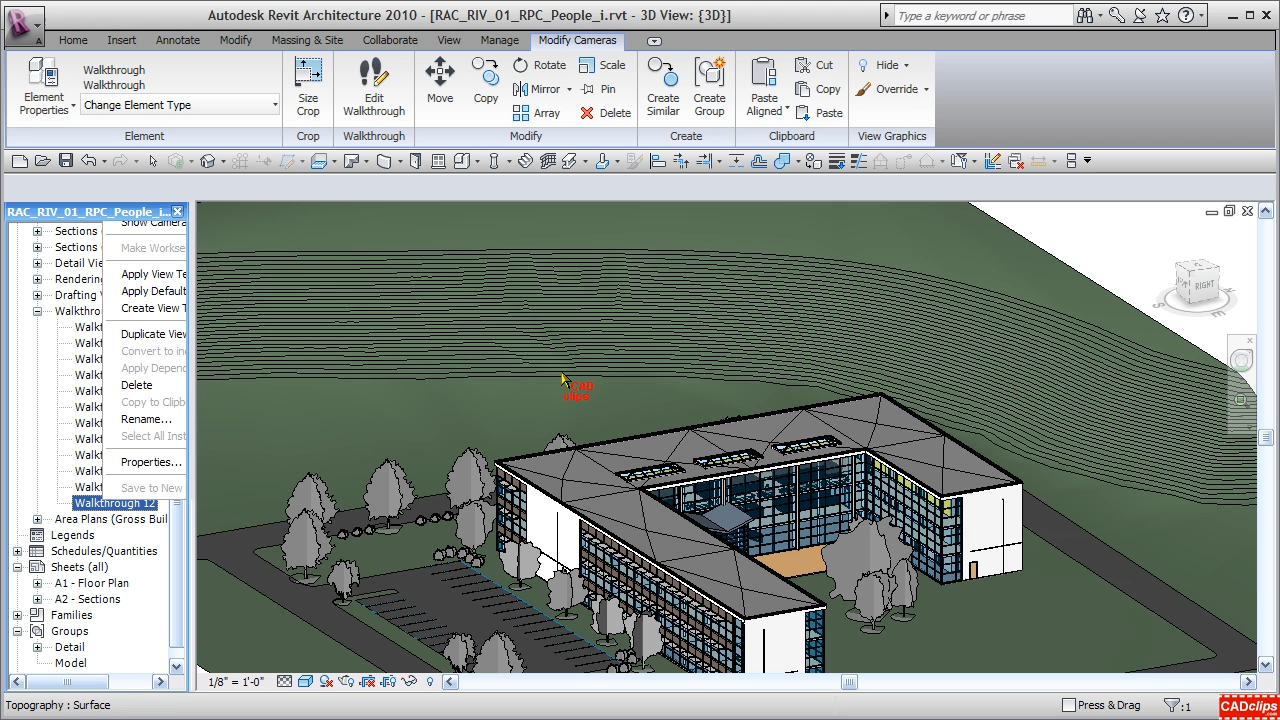 Autodesk Revit Architecture 2010 - [RAC_RIV_01_RPC_People_i.rvt - 3D View: {3D}]
Type a keyword or phrase
Home Insert Annotate Modify Massing & Site Collaborate View Manage Modify Cameras
Element Properties
Walkthrough
Walkthrough
Change Element Type
Size Crop
Edit Walkthrough
Move
Copy
Rotate
Mirror
Array
Scale
Pin
Delete
Create Similar
Create Group
Paste Aligned
Cut
Copy
Paste
Hide
Override
Element Crop Walkthrough Modify Create Clipboard View Graphics
RAC_RIV_01_RPC_People_i...
Sections
Sections
Detail Vie
Rendering
Drafting
Walkthro
Walkt
Walkt
Walkt
Walkt
Walkt
Walkt
Walkt
Walkt
Walkt
Walkt
Walkt
Walkthrough 12
Area Plans (Gross Buil
Legends
Schedules/Quantities
Sheets (all)
A1 - Floor Plan
A2 - Sections
Families
Groups
Detail
Model
Show Camera
Make Workse
Apply View Te
Apply Default
Create View T
Duplicate View
Convert to in
Apply Depend
Delete
Copy to Clipb
Rename...
Select All Inst
Properties...
Save to New
RIGHT
S
E
CAD
clips
1/8" = 1'-0"
Topography : Surface
Press & Drag
:1
CADclips
.com